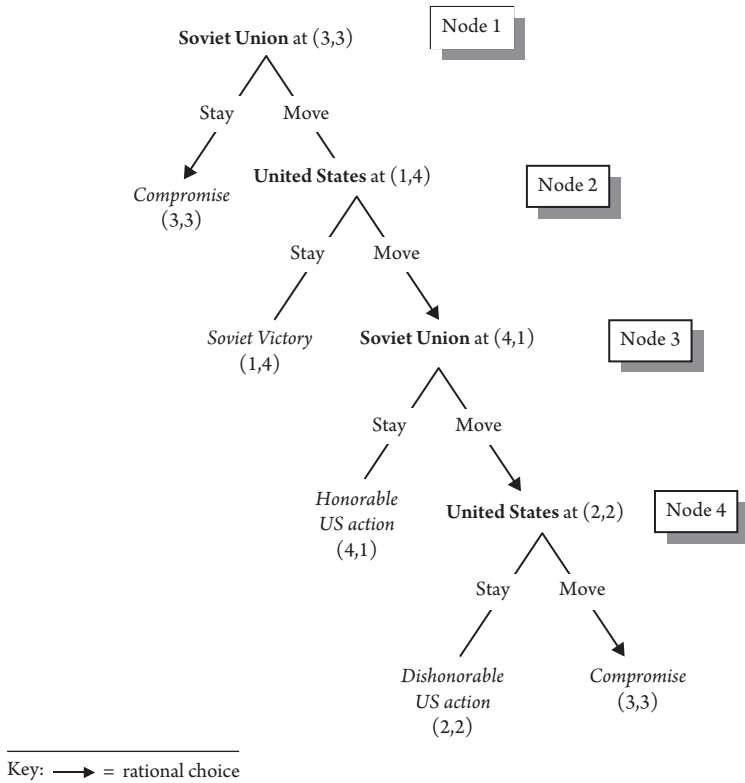 Soviet Union at (3,3)
Node 1
Stay
Move
Compromise
(3,3)
United States at (1,4)
Node 2
Stay
Move
Soviet Victory
(1,4)
Soviet Union at (4,1)
Node 3
Stay
Move
Honorable
US action
(4,1)
United States at (2,2)
Node 4
Stay
Move
Dishonorable
US action
(2,2)
Compromise
(3,3)
Key: → = rational choice